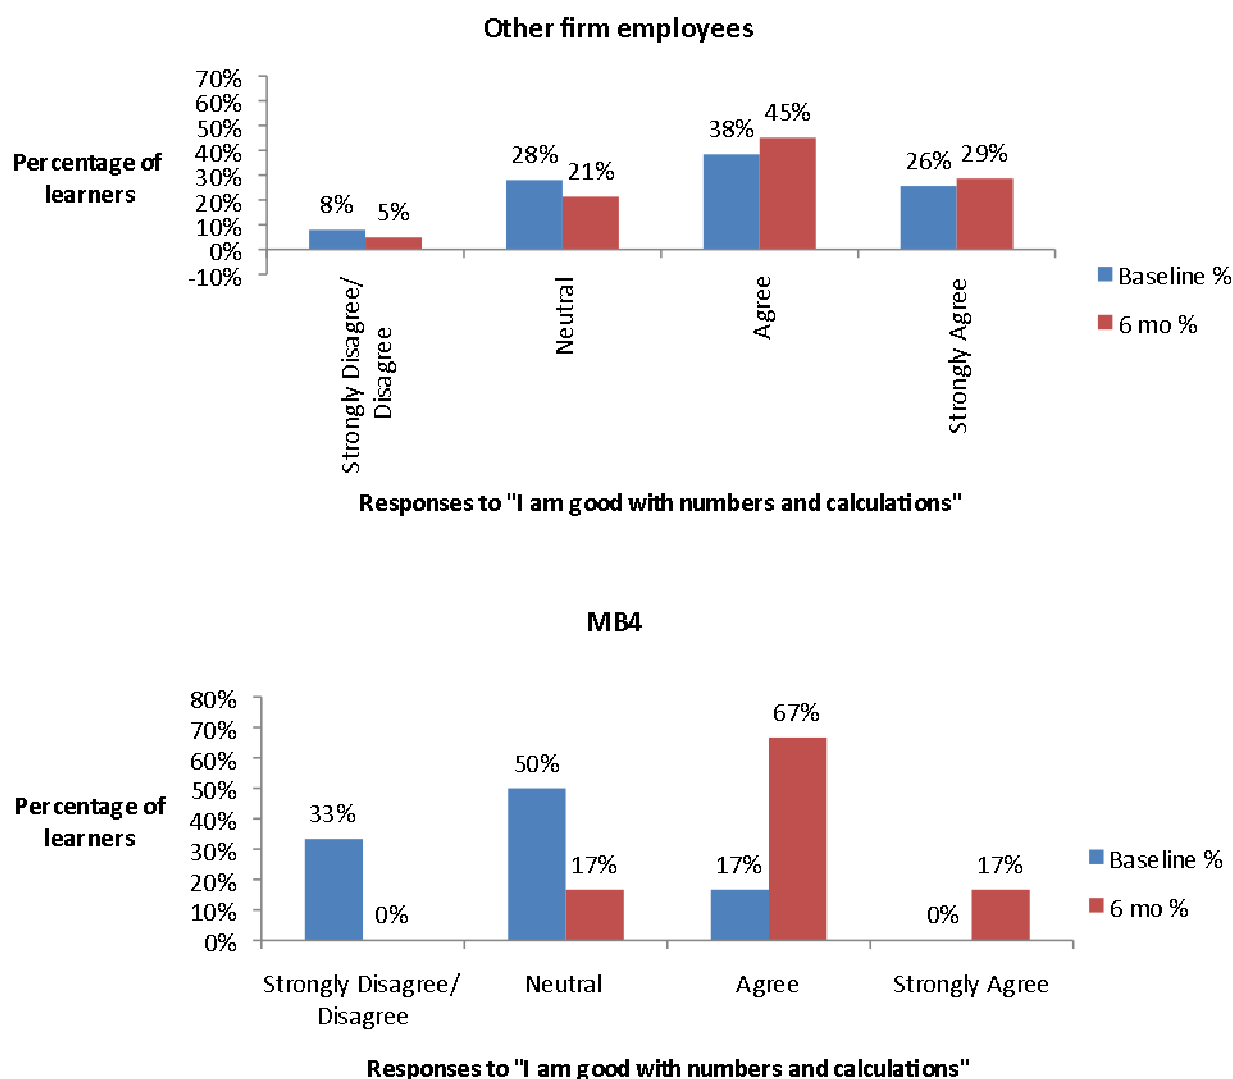 Other firm employees
70%
60%
50%
40%
30%
20%
10%
0%
-10%
Percentage of
learners
8%
5%
28%
21%
38%
45%
26%
29%
Strongly Disagree/
Disagree
Neutral
Agree
Strongly Agree
Baseline %
6 mo %
Responses to "I am good with numbers and calculations"
MB4
80%
70%
60%
50%
40%
30%
20%
10%
0%
Percentage of
learners
33%
0%
50%
17%
17%
67%
0%
17%
Strongly Disagree/
Disagree
Neutral
Agree
Strongly Agree
Baseline %
6 mo %
Responses to "I am good with numbers and calculations"